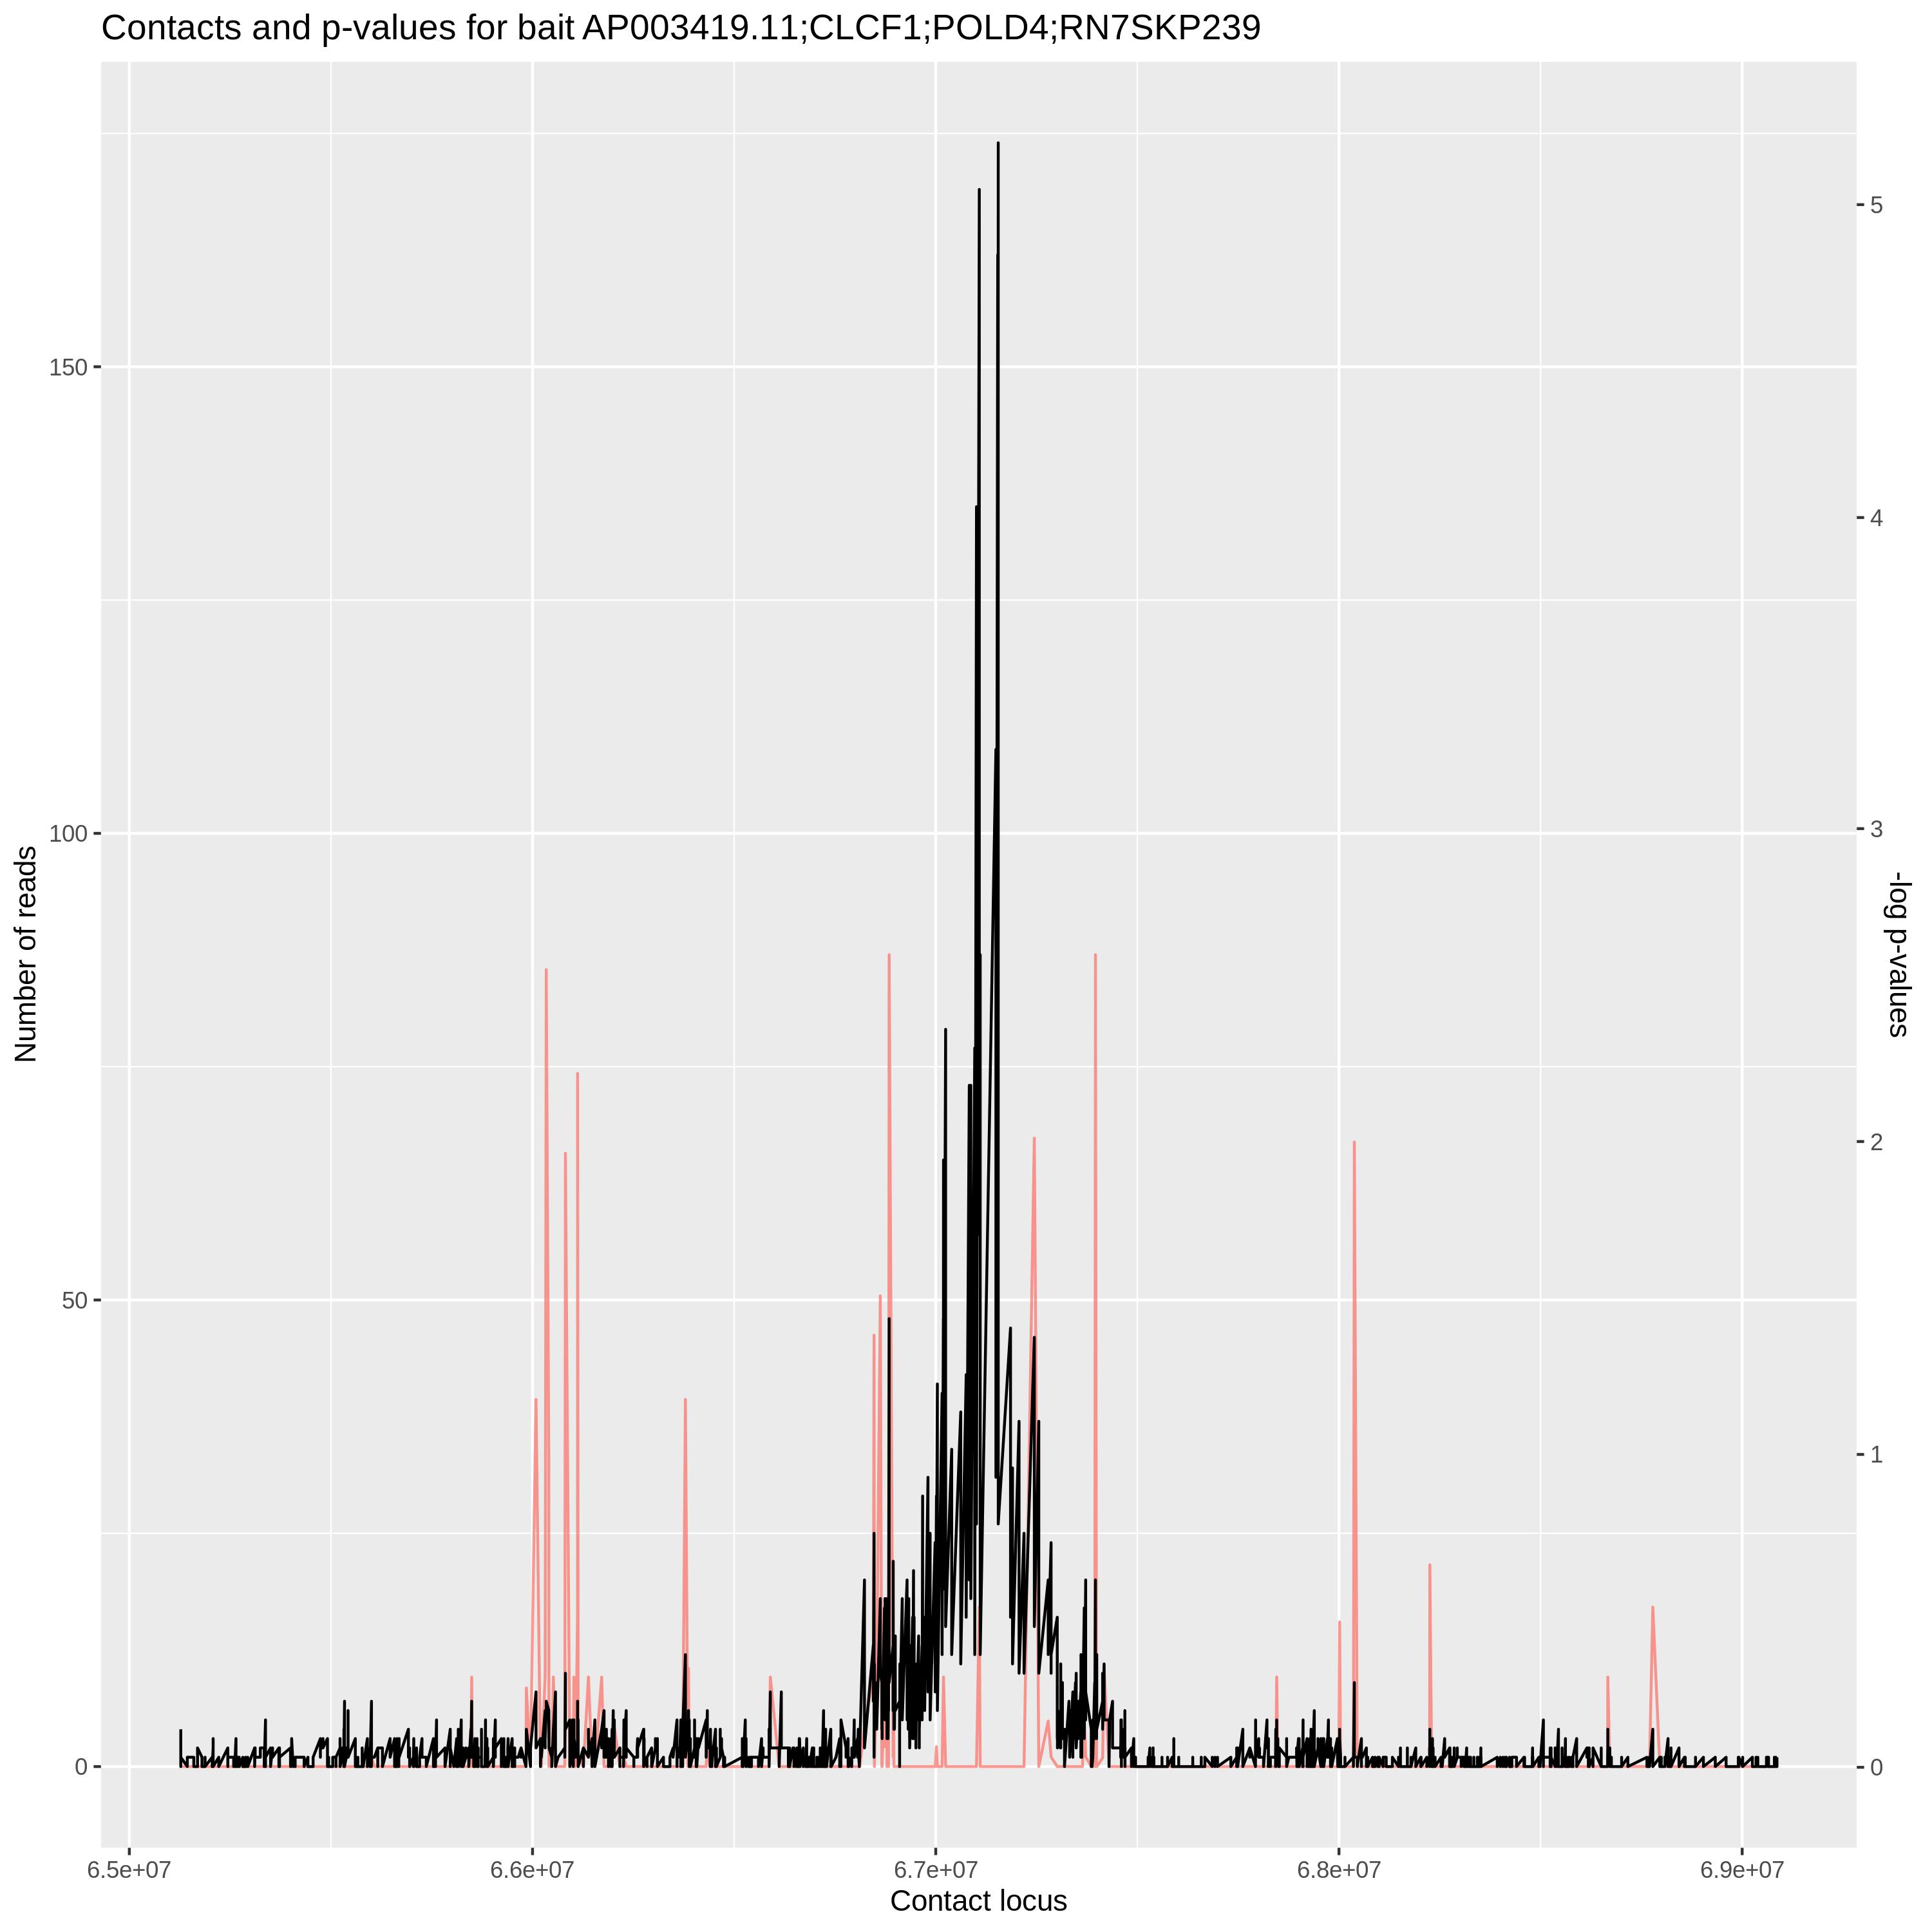 Contacts and p-values for bait AP003419.11;CLCF1;POLD4;RN7SKP239
Number of reads
150
100
50
0
5
4
3
2
1
0
-log p-values
6.5e+07 6.6e+07 6.7e+07 6.8e+07 6.9e+07
Contact locus